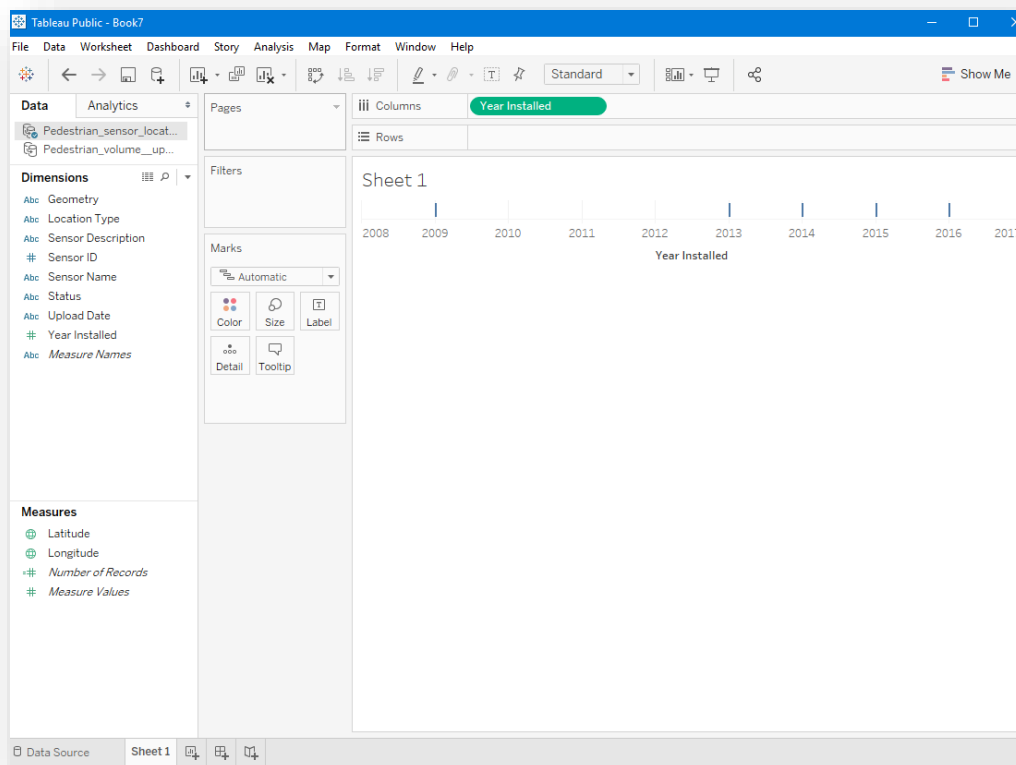 Tableau Public - Book7
File Data Worksheet Dashboard Story Analysis Map Format Window Help
Standard
Show Me
Data Analytics
Pedestrian_sensor_locat...
Pedestrian_volume__up...
Dimensions
Abc Geometry
Abc Location Type
Abc Sensor Description
# Sensor ID
Abc Sensor Name
Abc Status
Abc Upload Date
# Year Installed
Abc Measure Names
Measures
Latitude
Longitude
=# Number of Records
# Measure Values
Pages
Filters
Marks
Automatic
Color Size Label
Detail Tooltip
Columns Year Installed
Rows
Sheet 1
2008 2009 2010 2011 2012 2013 2014 2015 2016 2017
Year Installed
Data Source Sheet 1